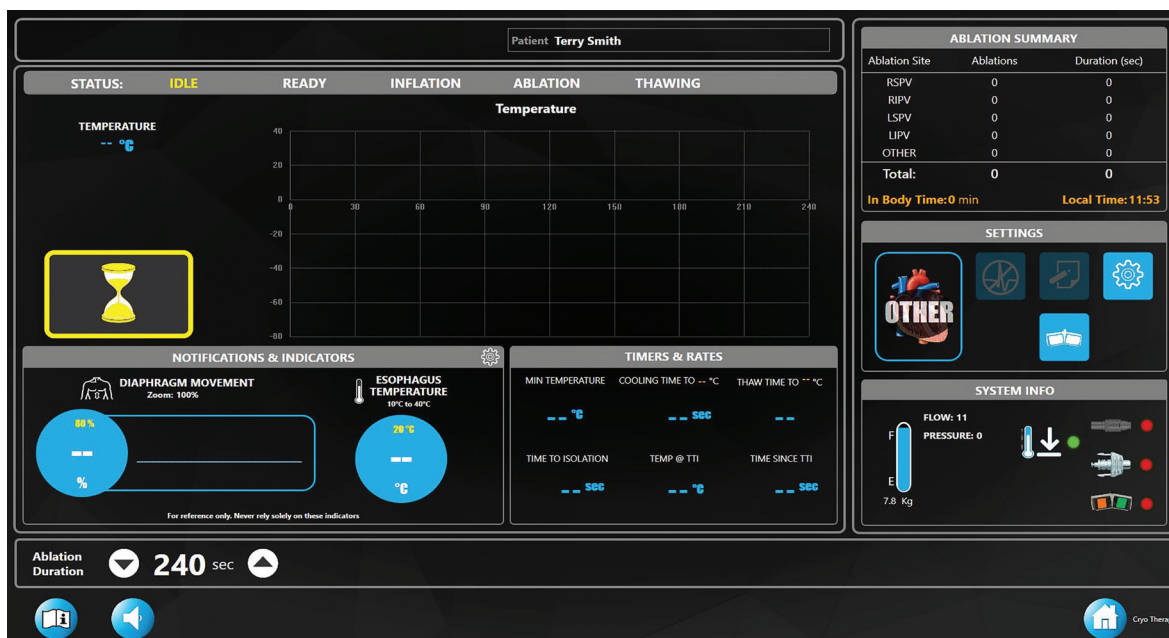 Patient Terry Smith
STATUS: IDLE READY INFLATION ABLATION THAWING
TEMPERATURE
-- °C
Temperature
40
20
0
-20
-40
-60
-80
0 30 60 90 120 150 180 210 240
NOTIFICATIONS & INDICATORS
DIAPHRAGM MOVEMENT
Zoom: 100%
80 %
--
%
ESOPHAGUS
TEMPERATURE
10°C to 40°C
20 °C
--
°C
For reference only. Never rely solely on these indicators
TIMERS & RATES
MIN TEMPERATURE COOLING TIME TO -- °C THAW TIME TO -- °C
-- °C -- sec --
TIME TO ISOLATION TEMP @ TTI TIME SINCE TTI
-- sec -- °C -- sec
ABLATION SUMMARY
Ablation Site Ablations Duration (sec)
RSPV 0 0
RIPV 0 0
LSPV 0 0
LIPV 0 0
OTHER 0 0
Total: 0 0
In Body Time: 0 min Local Time: 11:53
SETTINGS
OTHER
SYSTEM INFO
FLOW: 11
PRESSURE: 0
F
E
7.8 Kg
Ablation
Duration
240 sec
i